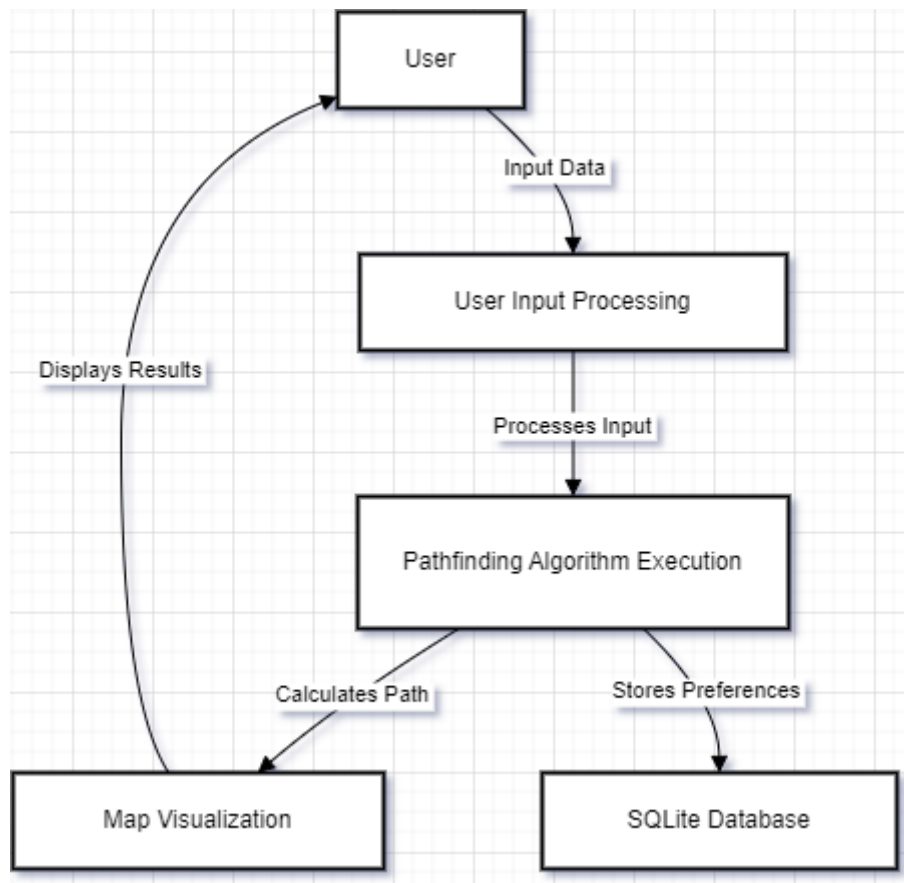 User
Input Data
User Input Processing
Displays Results
Processes Input
Pathfinding Algorithm Execution
Calculates Path
Stores Preferences
Map Visualization
SQLite Database